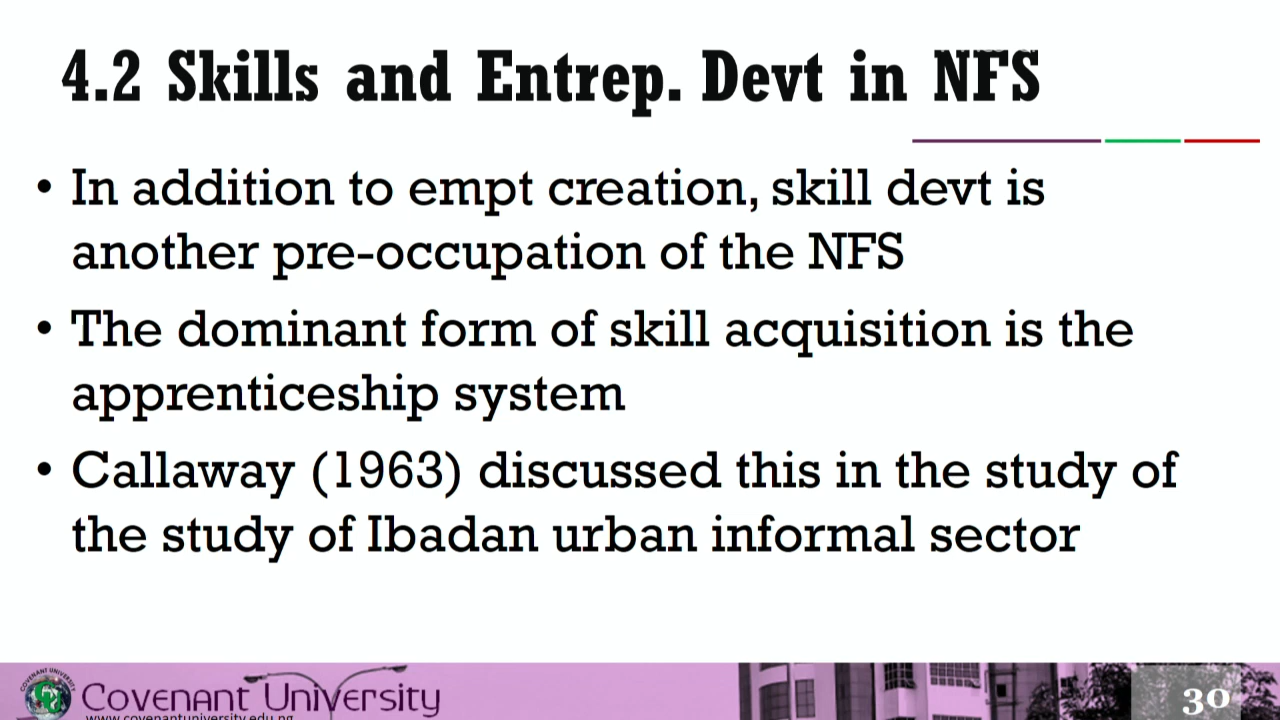 4.2 Skills and Entrep. Devt in NFS
• In addition to empt creation, skill devt is
another pre-occupation of the NFS
• The dominant form of skill acquisition is the
apprenticeship system
• Callaway (1963) discussed this in the study of
the study of Ibadan urban informal sector
COVENANT UNIVERSITY
Covenant University
www.covenantuniversity.edu.ng
30